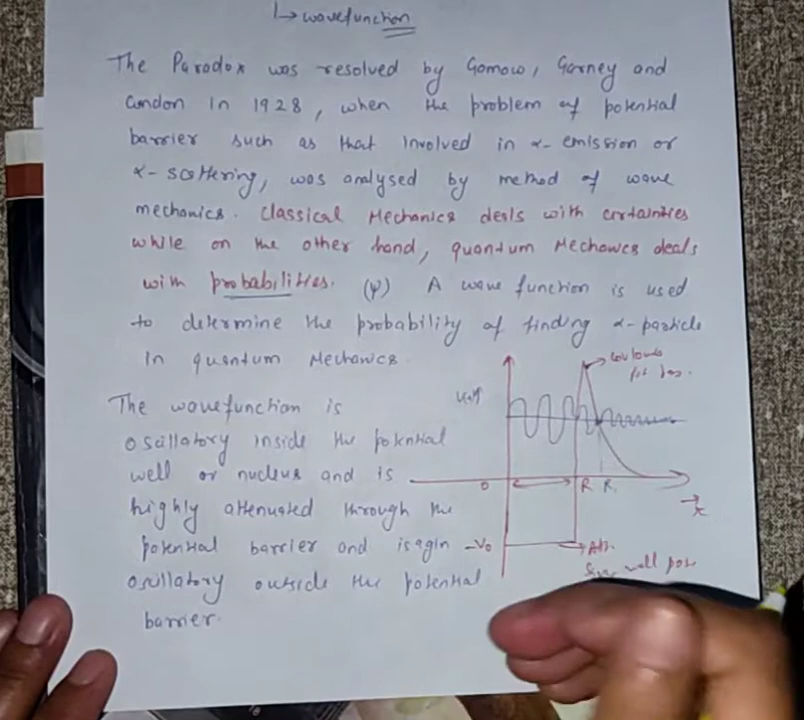 ↳ wavefunction
The Paradox was resolved by Gamow, Gorney and
Condon in 1928, when the problem of potential
barrier such as that involved in α- emission or
α- scattering, was analysed by method of wave
mechanics. Classical Mechanics deals with certainties
while on the other hand, quantum Mechanics deals
with probabilities. (ψ) A wave function is used
to determine the probability of finding α-particle
in quantum Mechanics.
The wavefunction is
oscillatory inside the potential
well or nucleus and is
highly attenuated through the
potential barrier and is agin
oscillatory outside the potential
barrier.
0
R
R
x
-V₀
well